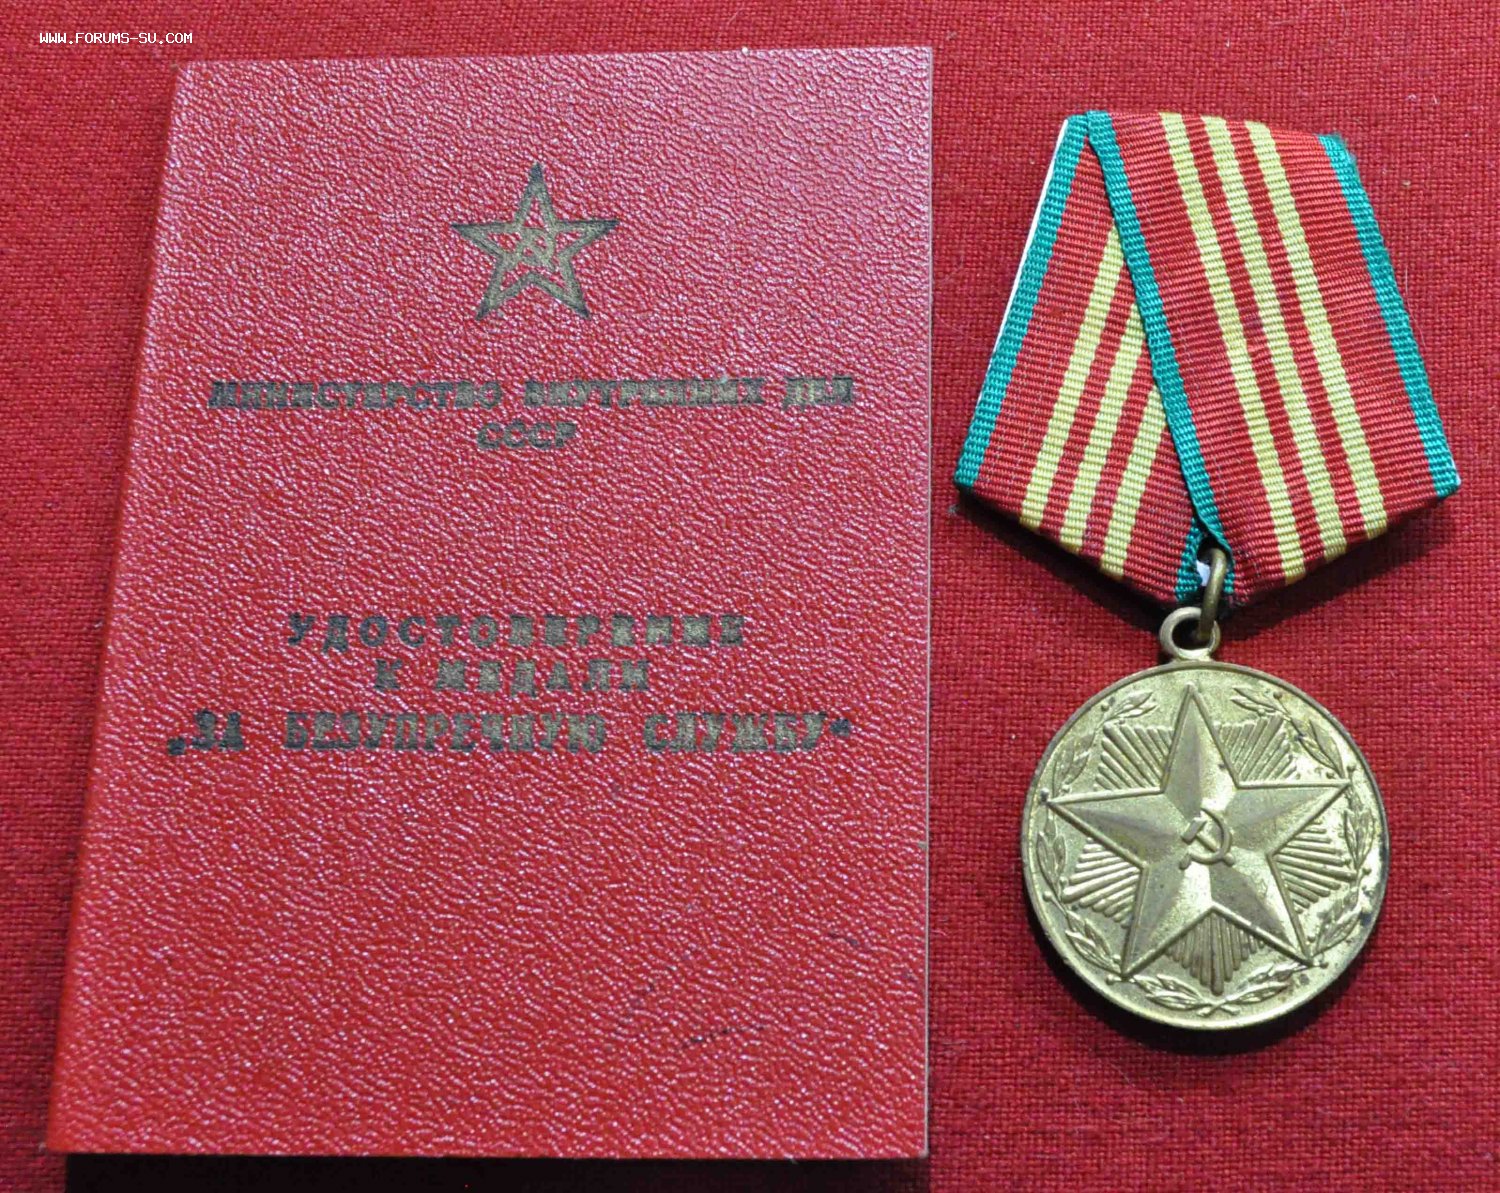 WWW.FORUMS-SU.COM
МИНИСТЕРСТВО ВНУТРЕННИХ ДЕЛ
СССР
УДОСТОВЕРЕНИЕ
К МЕДАЛИ
„ЗА БЕЗУПРЕЧНУЮ СЛУЖБУ“